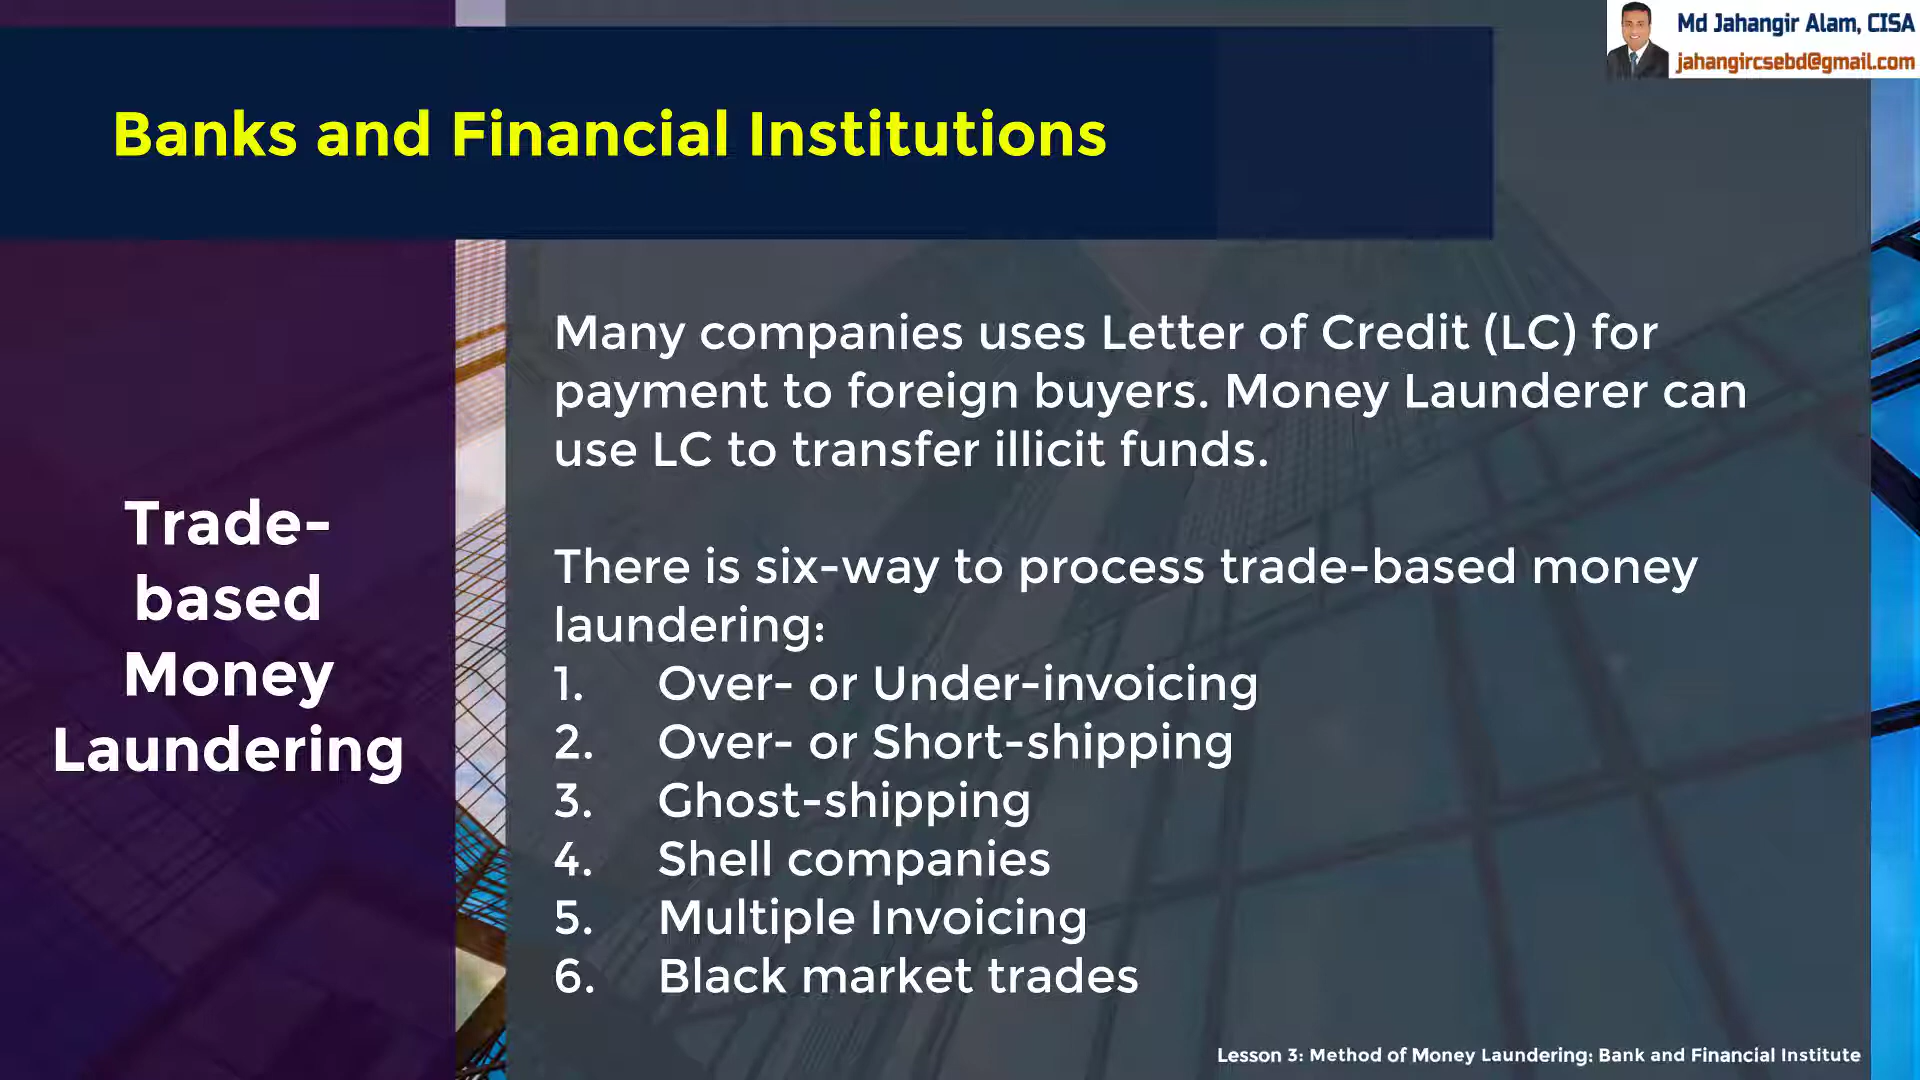 Md Jahangir Alam, CISA
jahangircsebd@gmail.com
Banks and Financial Institutions
Trade-
based
Money
Laundering
Many companies uses Letter of Credit (LC) for
payment to foreign buyers. Money Launderer can
use LC to transfer illicit funds.
There is six-way to process trade-based money
laundering:
1. Over- or Under-invoicing
2. Over- or Short-shipping
3. Ghost-shipping
4. Shell companies
5. Multiple Invoicing
6. Black market trades
Lesson 3: Method of Money Laundering: Bank and Financial Institute